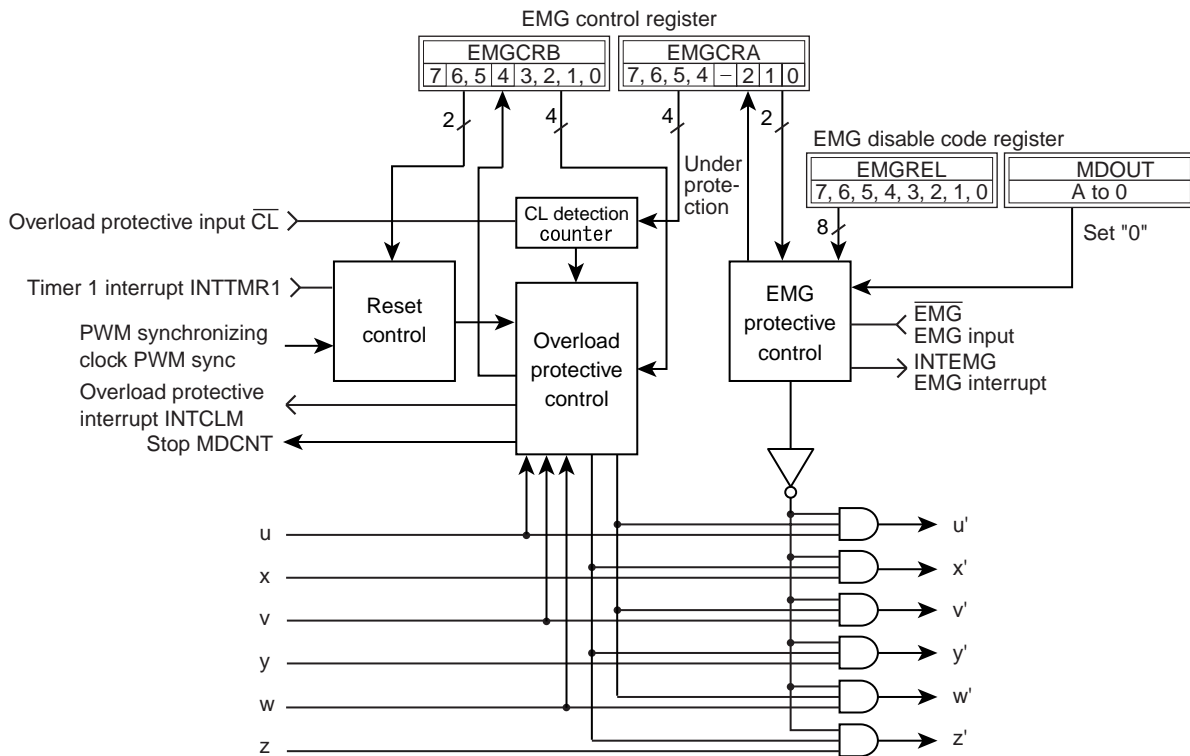 EMG control register
EMGCRB
7 6, 5 4 3, 2, 1, 0
EMGCRA
7, 6, 5, 4 − 2 1 0
2
4
4
2
Under
prote-
ction
EMG disable code register
EMGREL
7, 6, 5, 4, 3, 2, 1, 0
MDOUT
A to 0
8
Set "0"
Overload protective input C̅L̅
CL detection
counter
Timer 1 interrupt INTTMR1
Reset
control
PWM synchronizing
clock PWM sync
Overload
protective
control
EMG
protective
control
E̅M̅G̅
EMG input
INTEMG
EMG interrupt
Overload protective
interrupt INTCLM
Stop MDCNT
u
u'
x
x'
v
v'
y
y'
w
w'
z
z'